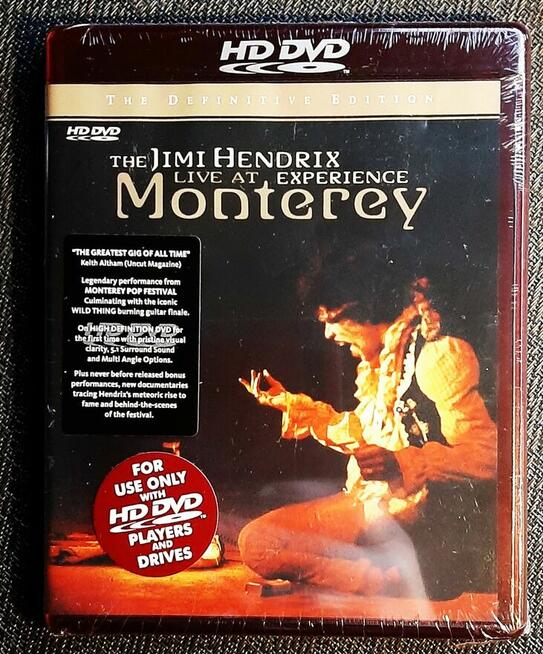 HD DVD™
THE DEFINITIVE EDITION
HD DVD
THE JIMI HENDRIX
LIVE AT EXPERIENCE
Monterey
"THE GREATEST GIG OF ALL TIME"
Keith Altham (Uncut Magazine)
Legendary performance from
MONTEREY POP FESTIVAL
Culminating with the iconic
WILD THING burning guitar finale.
On HIGH DEFINITION DVD for
the first time with pristine visual
clarity, 5.1 Surround Sound
and Multi Angle Options.
Plus never before released bonus
performances, new documentaries
tracing Hendrix's meteoric rise to
fame and behind-the-scenes
of the festival.
FOR
USE ONLY
WITH
HD DVD™
PLAYERS
AND
DRIVES